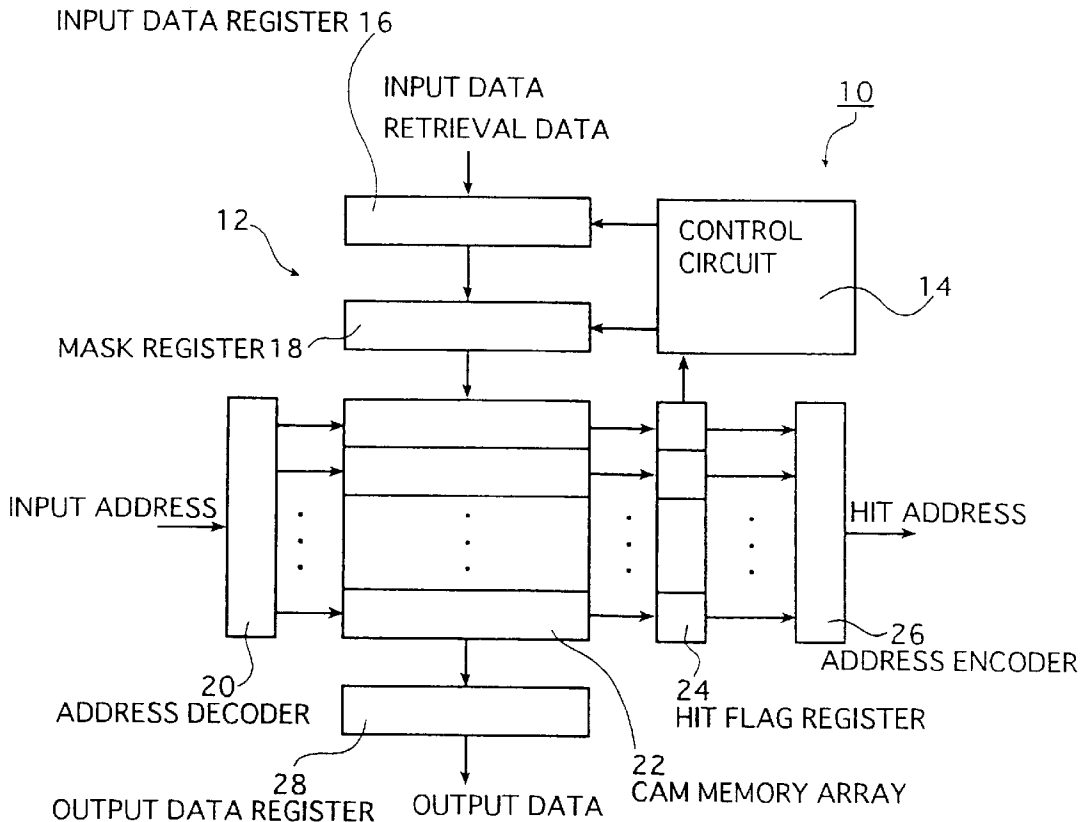 INPUT DATA REGISTER 16
INPUT DATA
RETRIEVAL DATA
10
12
CONTROL
CIRCUIT
14
MASK REGISTER 18
INPUT ADDRESS
HIT ADDRESS
20
ADDRESS DECODER
26
ADDRESS ENCODER
24
HIT FLAG REGISTER
28
OUTPUT DATA REGISTER
OUTPUT DATA
22
CAM MEMORY ARRAY